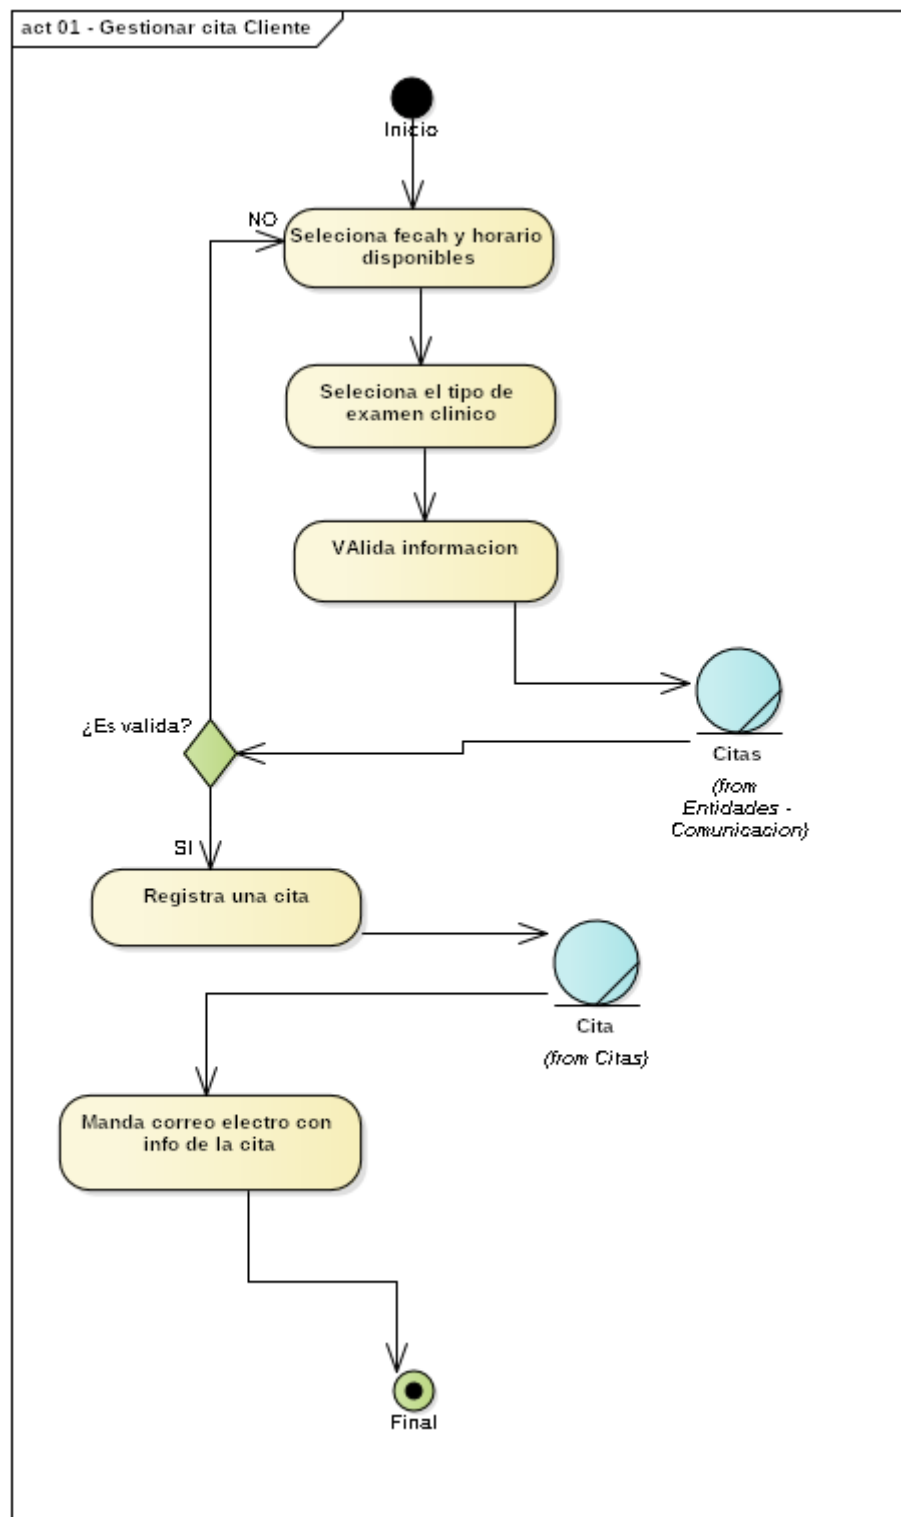 act 01 - Gestionar cita Cliente
Inicio
NO
Seleciona fecah y horario
disponibles
Seleciona el tipo de
examen clinico
VAlida informacion
¿Es valida?
Citas
(from
Entidades -
Comunicacion)
SI
Registra una cita
Cita
(from Citas)
Manda correo electro con
info de la cita
Final